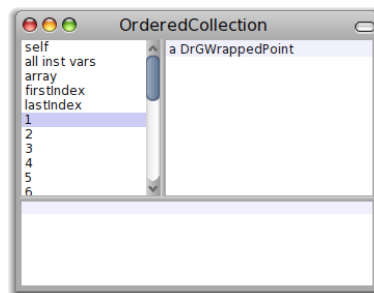 OrderedCollection
self
all inst vars
array
firstIndex
lastIndex
1
2
3
4
5
6
a DrGWrappedPoint